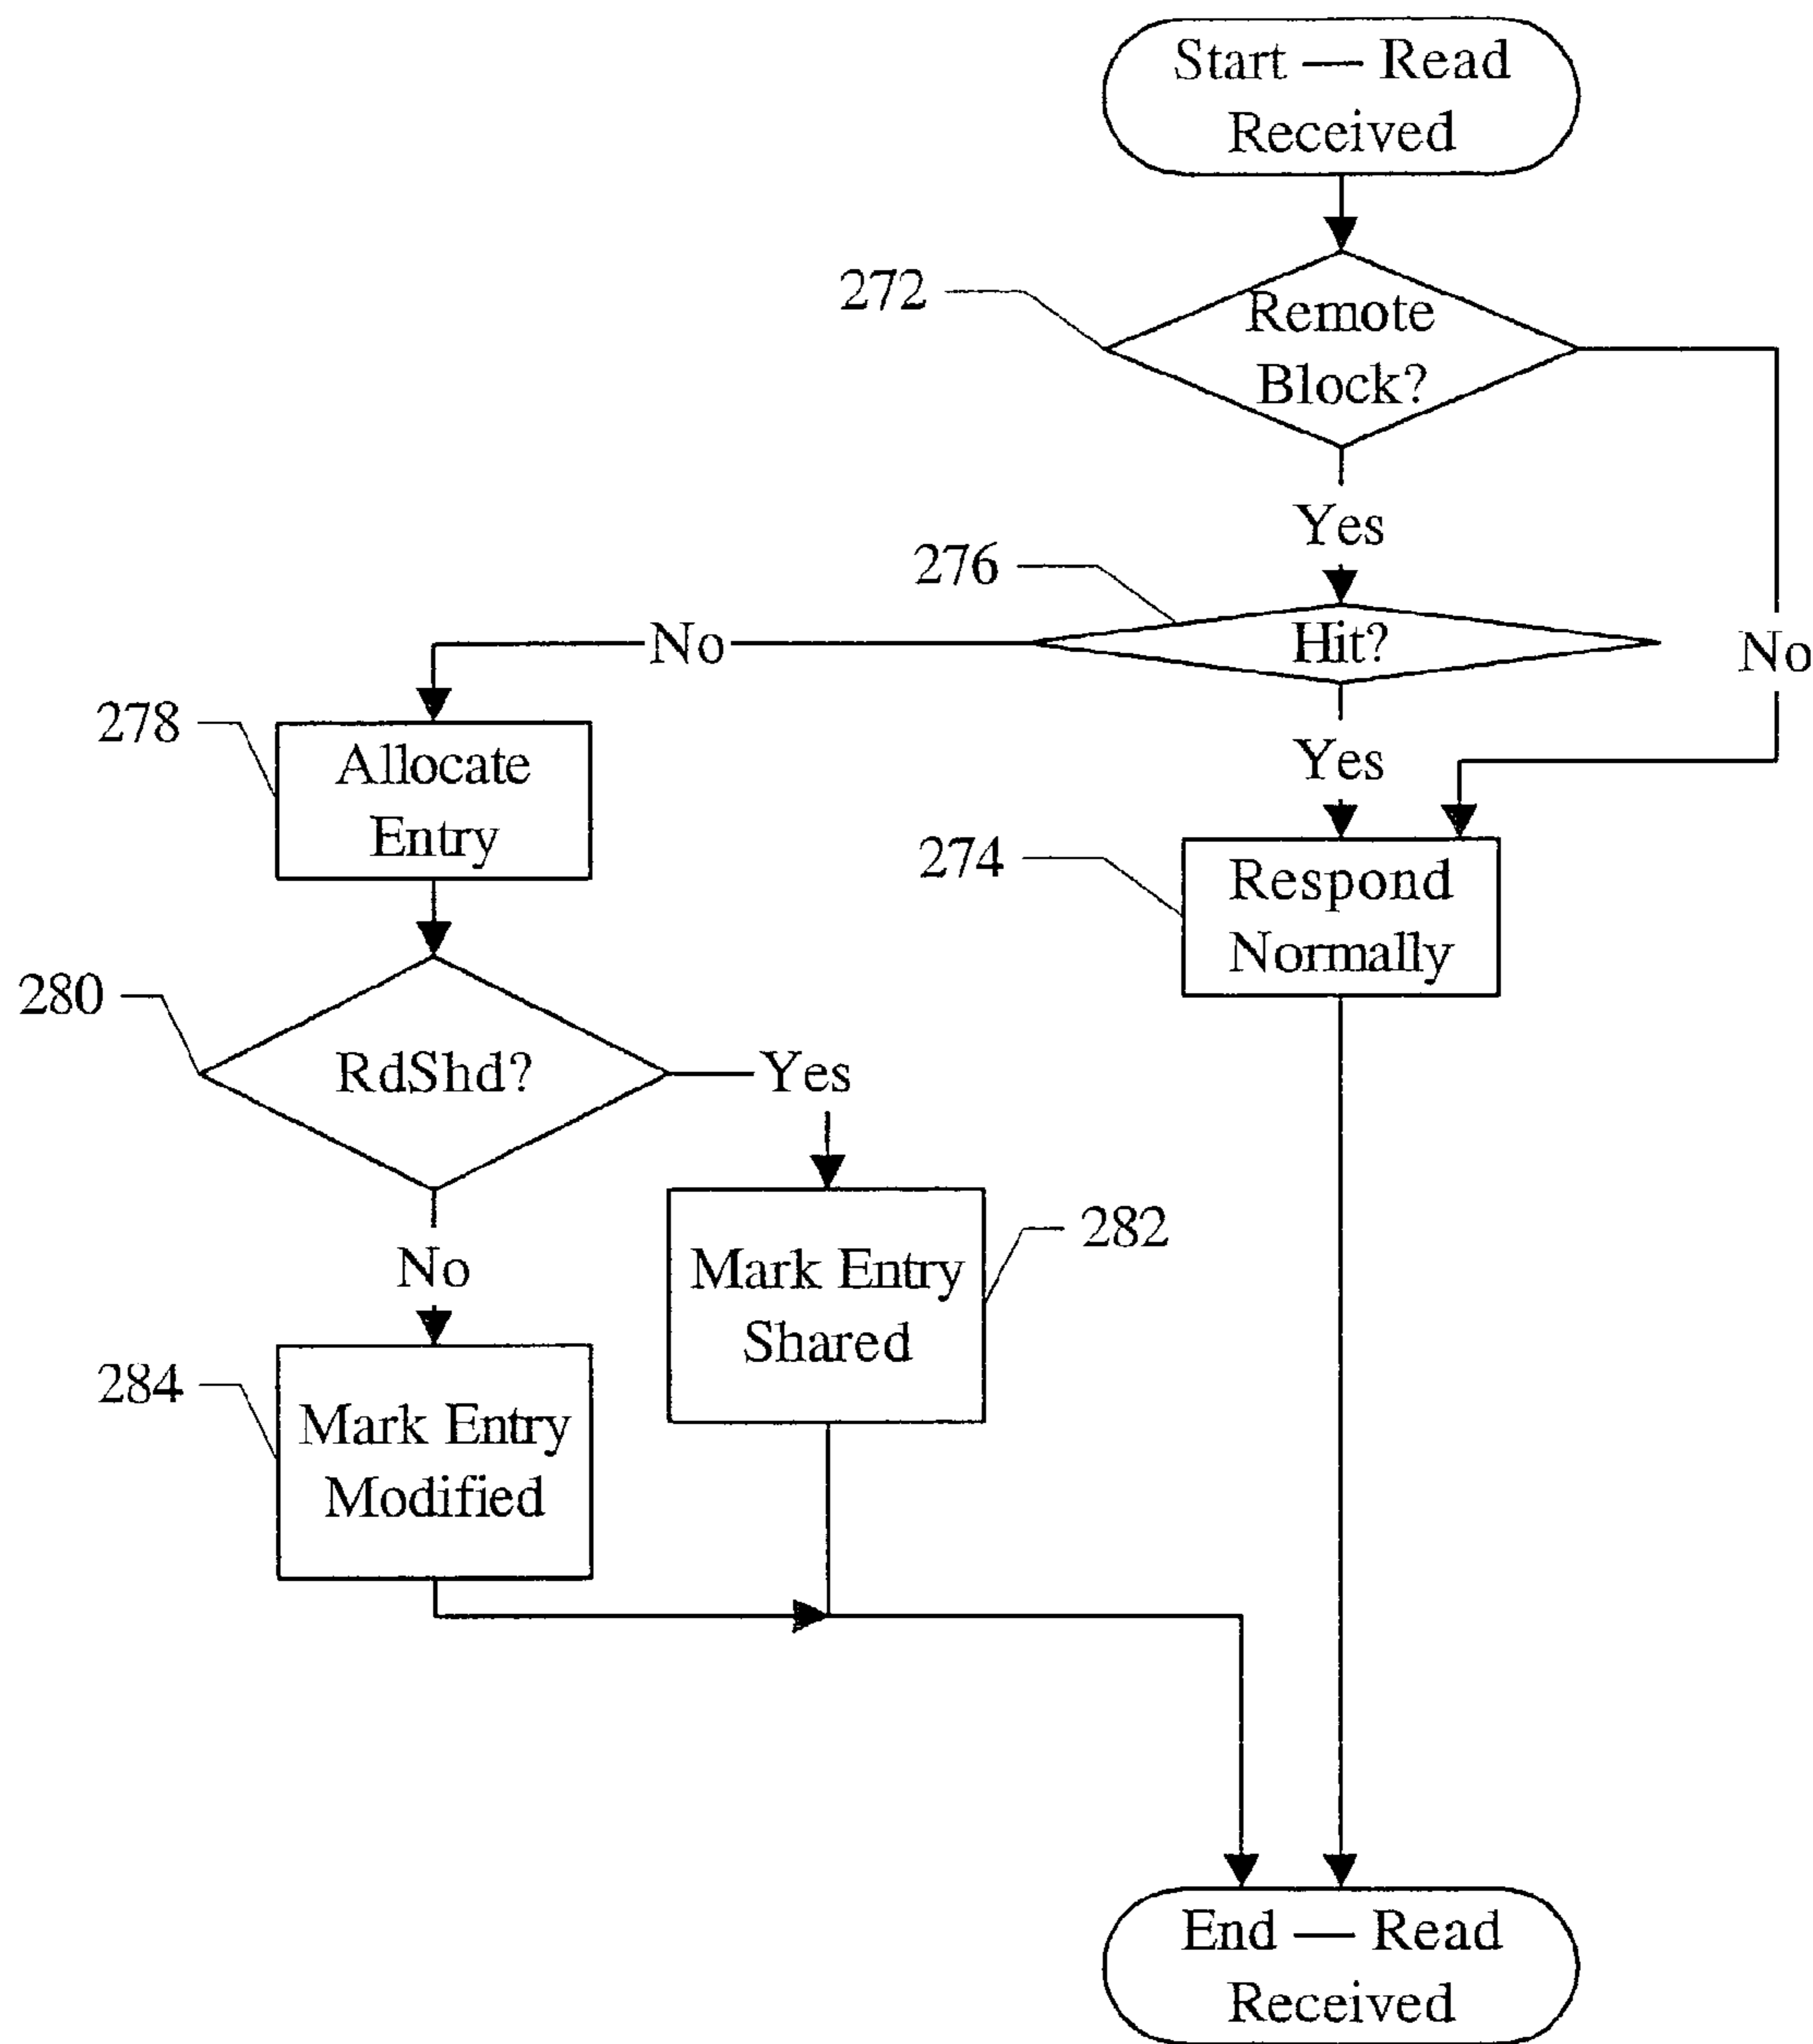 Start — Read
Received
272
Remote
Block?
Yes
276
No
Hit?
No
278
Allocate
Entry
Yes
274
Respond
Normally
280
RdShd?
Yes
282
No
Mark Entry
Shared
284
Mark Entry
Modified
End — Read
Received